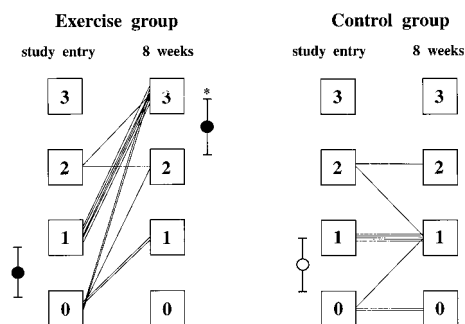 Exercise group Control group
study entry 8 weeks study entry 8 weeks
3 3 * 3 3
2 2 2 2
1 1 1 1
0 0 0 0